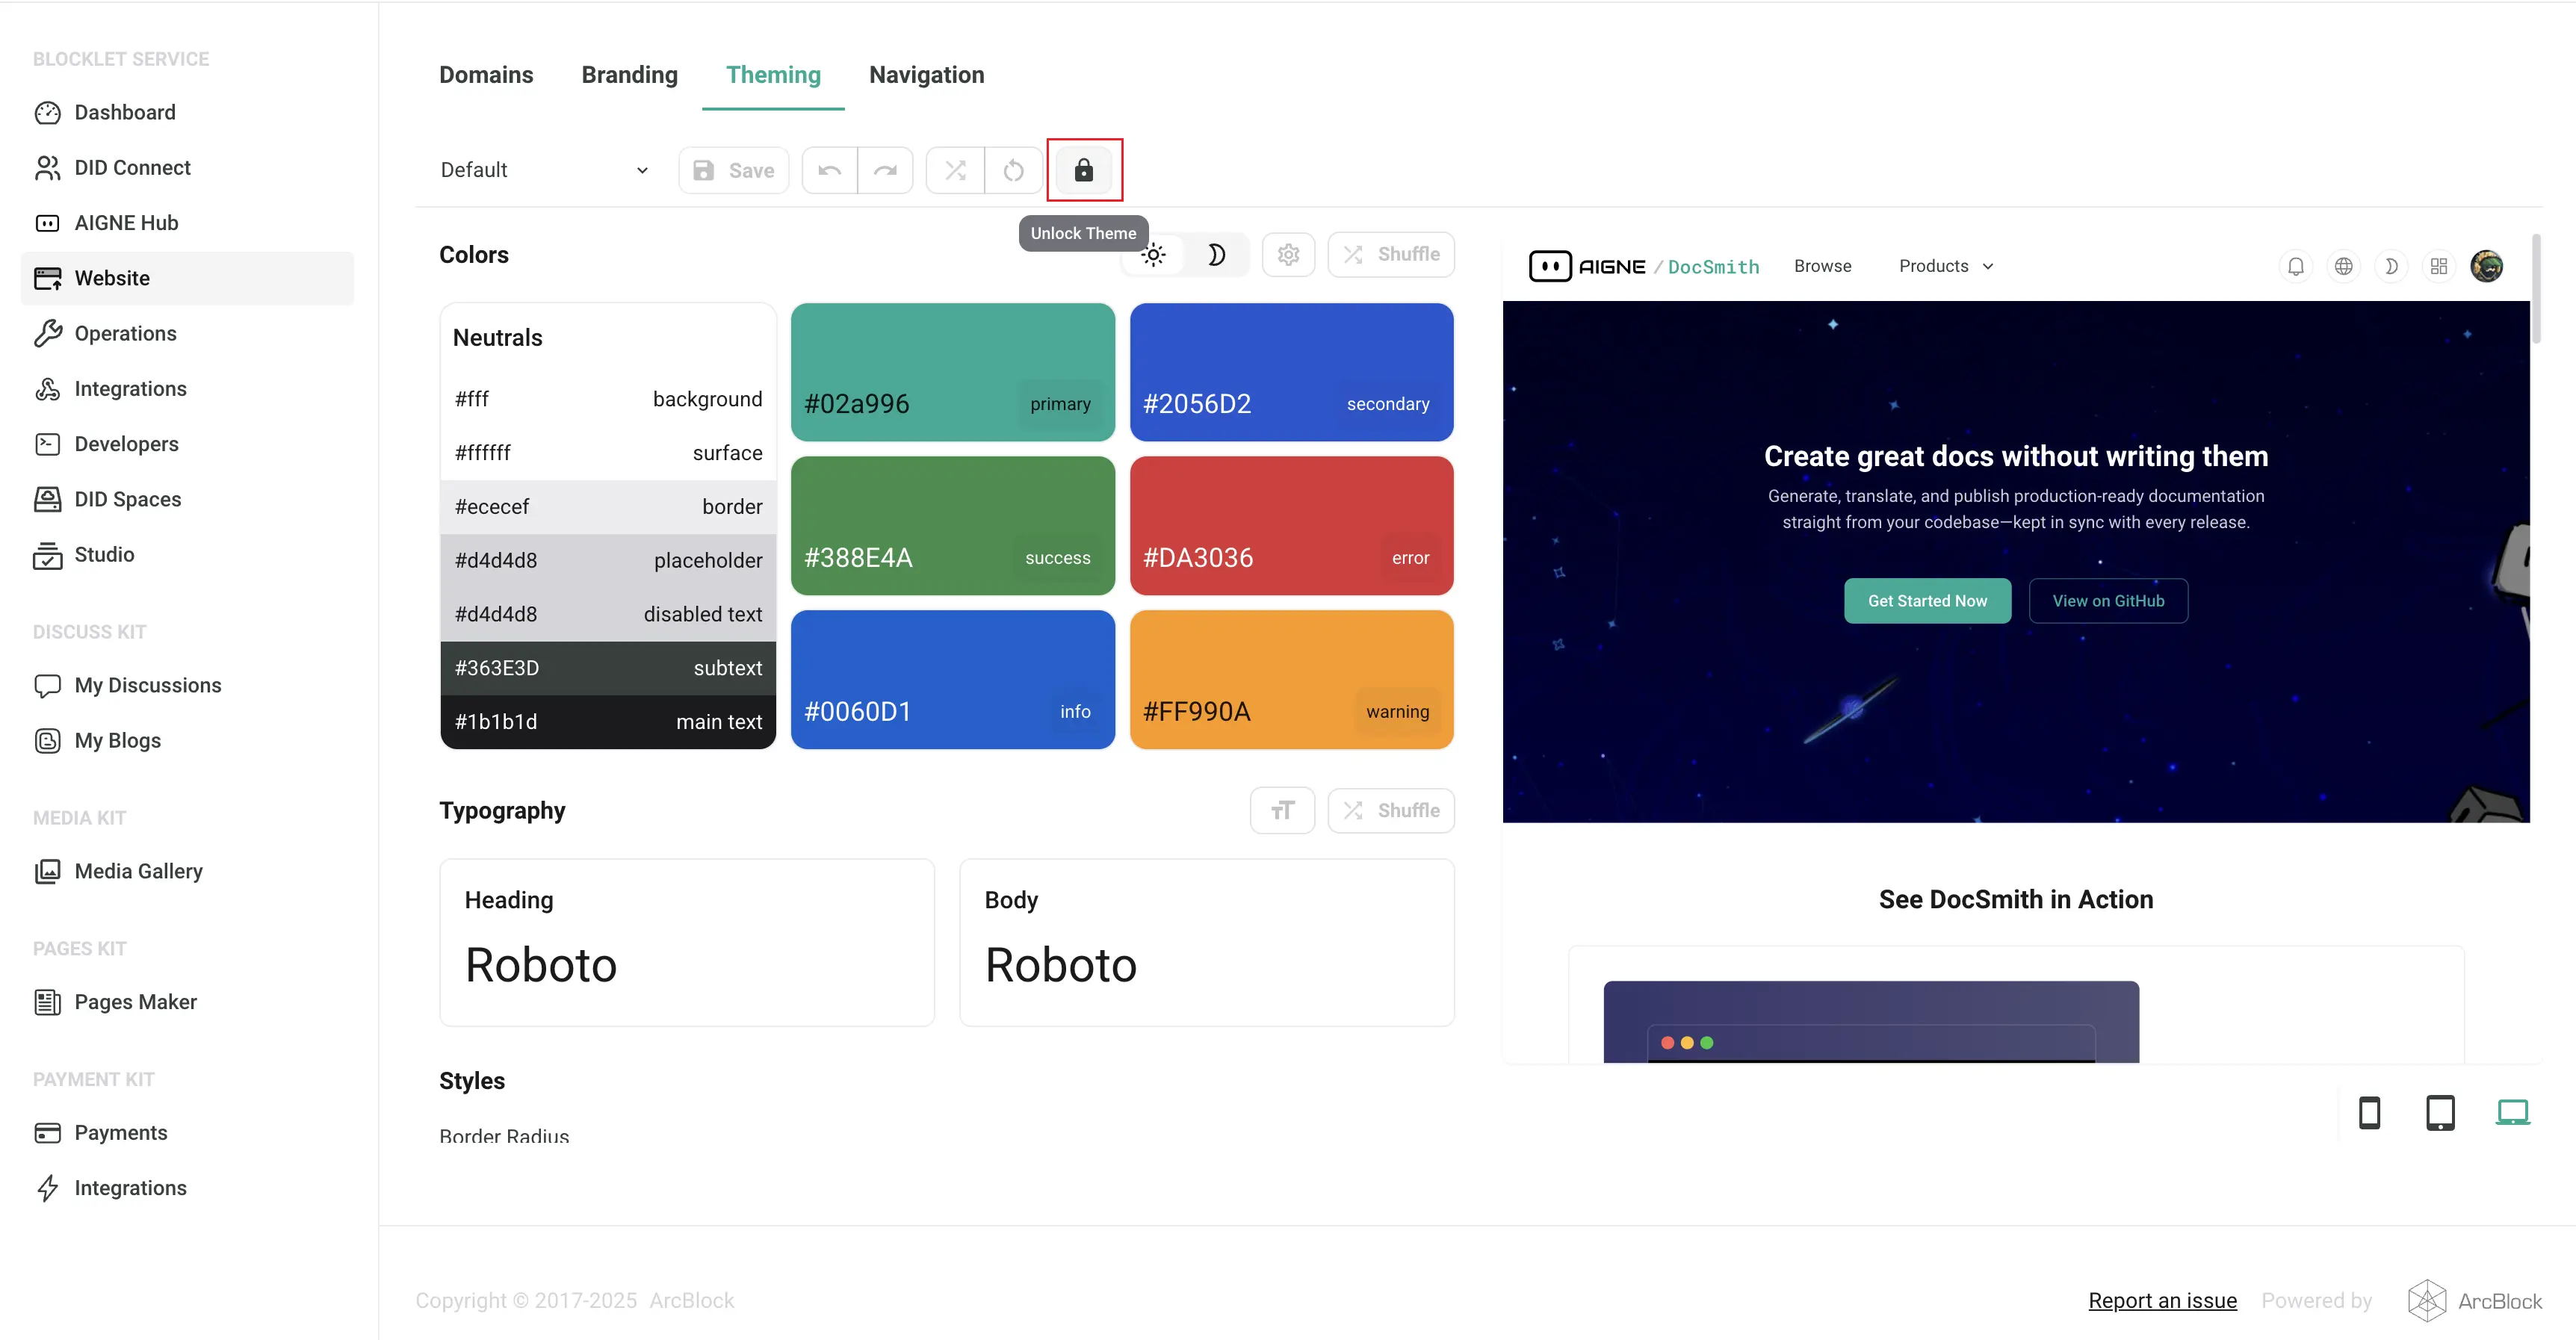 BLOCKLET SERVICE
Dashboard
DID Connect
AIGNE Hub
Website
Operations
Integrations
Developers
DID Spaces
Studio
DISCUSS KIT
My Discussions
My Blogs
MEDIA KIT
Media Gallery
PAGES KIT
Pages Maker
PAYMENT KIT
Payments
Integrations
Domains Branding Theming Navigation
Default Save
Unlock Theme
Colors Shuffle
Neutrals
#fff background
#ffffff surface
#ececef border
#d4d4d8 placeholder
#d4d4d8 disabled text
#363E3D subtext
#1b1b1d main text
#02a996 primary
#2056D2 secondary
#388E4A success
#DA3036 error
#0060D1 info
#FF990A warning
Typography Shuffle
Heading
Roboto
Body
Roboto
Styles
Border Radius
AIGNE / DocSmith Browse Products
Create great docs without writing them
Generate, translate, and publish production-ready documentation
straight from your codebase—kept in sync with every release.
Get Started Now View on GitHub
See DocSmith in Action
Copyright © 2017-2025 ArcBlock
Report an issue Powered by ArcBlock